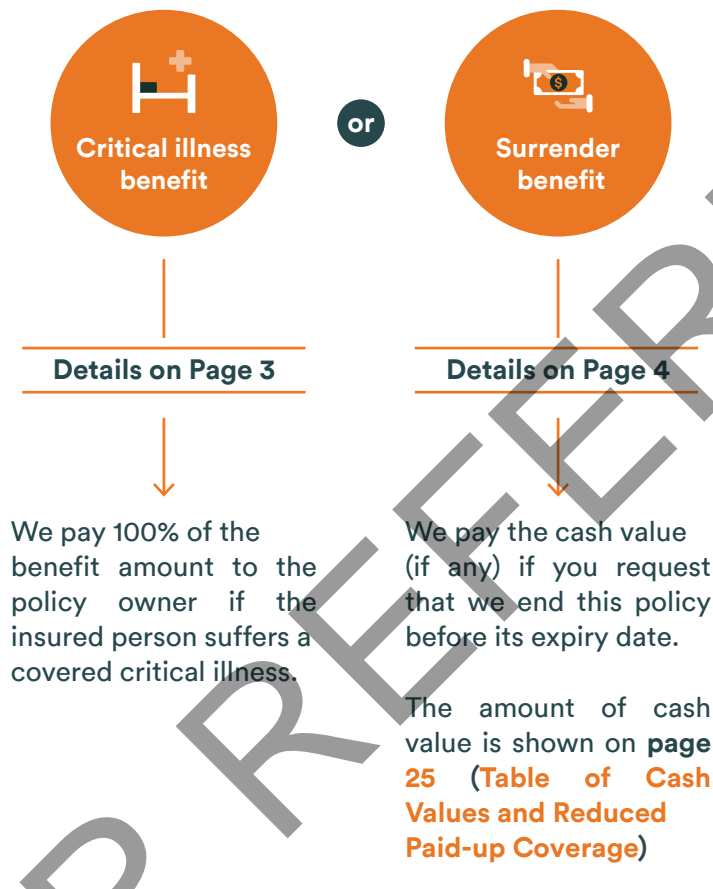 Critical illness
benefit
or
$
Surrender
benefit
Details on Page 3
Details on Page 4
We pay 100% of the
benefit amount to the
policy owner if the
insured person suffers a
covered critical illness.
We pay the cash value
(if any) if you request
that we end this policy
before its expiry date.
The amount of cash
value is shown on page
25 (Table of Cash
Values and Reduced
Paid-up Coverage)